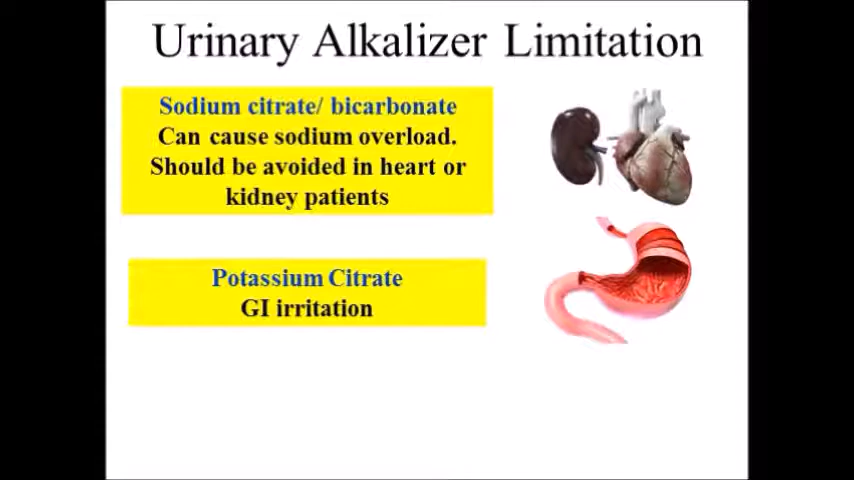 Urinary Alkalizer Limitation
Sodium citrate/ bicarbonate
Can cause sodium overload.
Should be avoided in heart or
kidney patients
Potassium Citrate
GI irritation